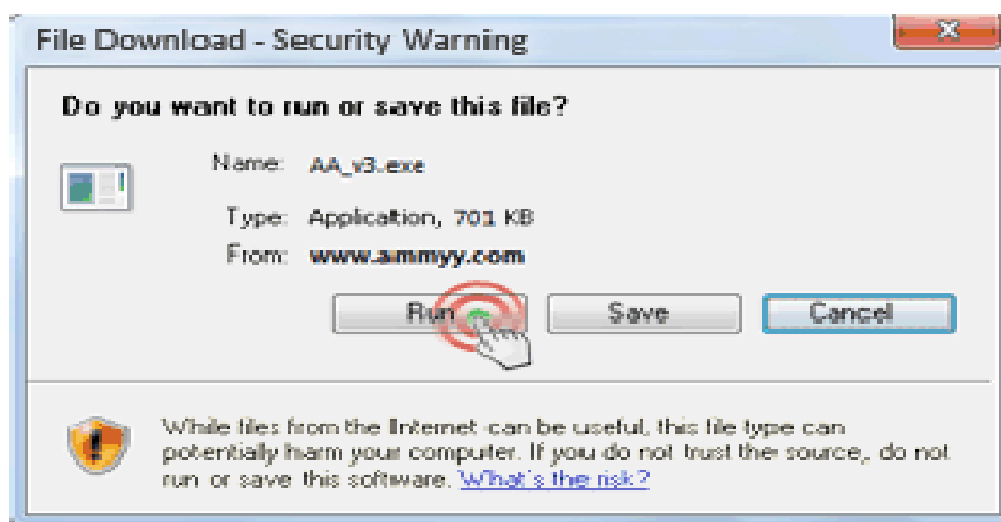 File Download - Security Warning
Do you want to run or save this file?
Name: AA_v3.exe
Type: Application, 701 KB
From: www.ammyy.com
Run Save Cancel
While files from the Internet can be useful, this file type can
potentially harm your computer. If you do not trust the source, do not
run or save this software. What's the risk?